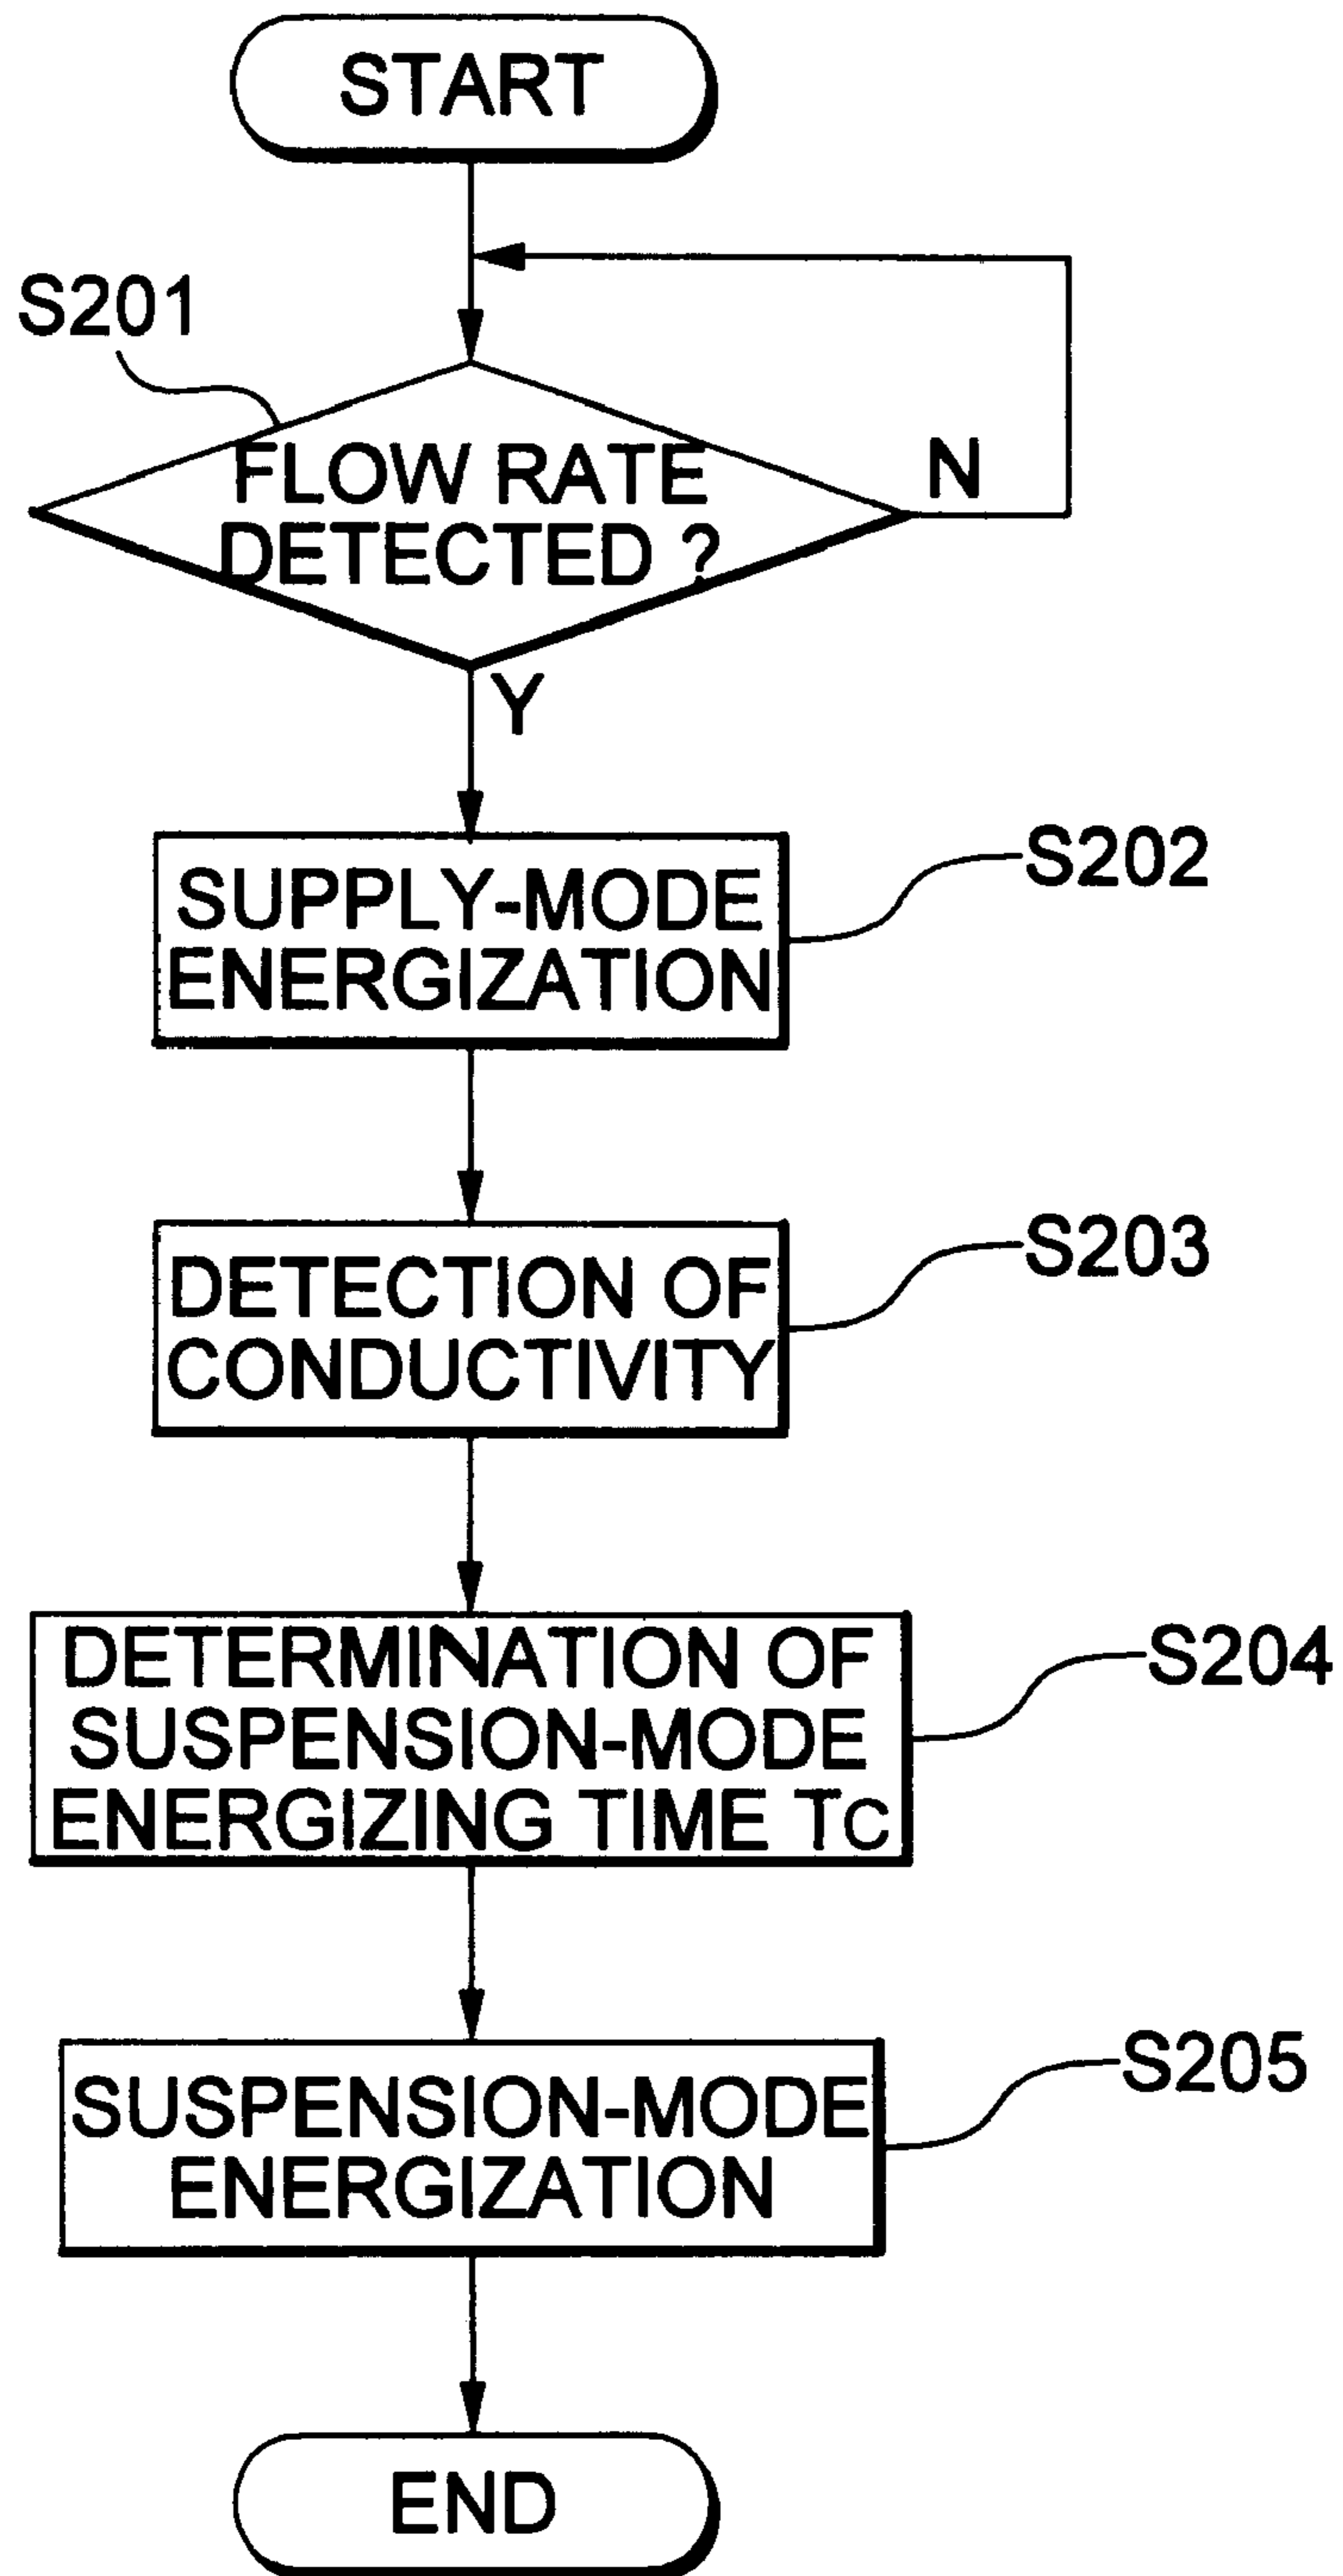 START
S201
FLOW RATE
DETECTED ?
N
Y
SUPPLY-MODE
ENERGIZATION
S202
DETECTION OF
CONDUCTIVITY
S203
DETERMINATION OF
SUSPENSION-MODE
ENERGIZING TIME TC
S204
SUSPENSION-MODE
ENERGIZATION
S205
END